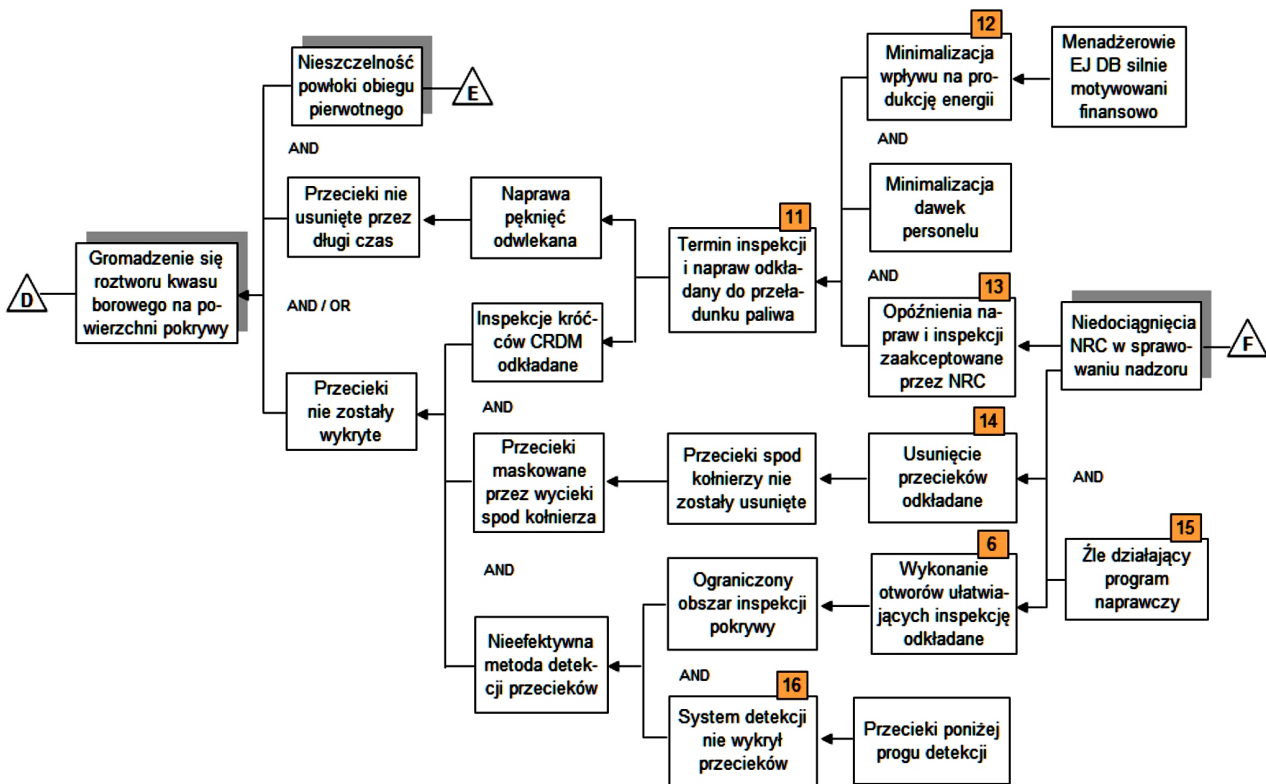 12
Minimalizacja
wpływu na pro-
dukcję energii
Menadżerowie
EJ DB silnie
motywowani
finansowo
Nieszczelność
powłoki obiegu
pierwotnego
E
AND
AND
Przecieki nie
usunięte przez
długi czas
Naprawa
pęknięć
odwlekana
11
Termin inspekcji
i napraw odkła-
dany do przeła-
dunku paliwa
Minimalizacja
dawek
personelu
AND
D
Gromadzenie się
roztworu kwasu
borowego na po-
wierzchni pokrywy
AND / OR
Inspekcje króć-
ców CRDM
odkładane
13
Opóźnienia na-
praw i inspekcji
zaakceptowane
przez NRC
Niedociągnięcia
NRC w sprawo-
waniu nadzoru
F
Przecieki
nie zostały
wykryte
AND
Przecieki
maskowane
przez wycieki
spod kołnierza
Przecieki spod
kołnierzy nie
zostały usunięte
14
Usunięcie
przecieków
odkładane
AND
AND
Ograniczony
obszar inspekcji
pokrywy
6
Wykonanie
otworów ułatwia-
jących inspekcję
odkładane
15
Źle działający
program
naprawczy
Nieefektywna
metoda detek-
cji przecieków
AND
16
System detekcji
nie wykrył
przecieków
Przecieki poniżej
progu detekcji